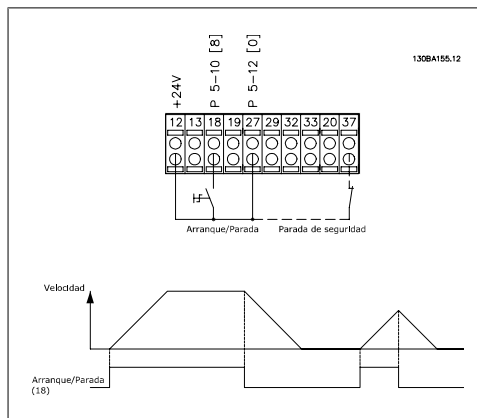 130BA155.12
+24V
P 5-10 [8]
P 5-12 [0]
12 13 18 19 27 29 32 33 20 37
Arranque/Parada
Parada de seguridad
Velocidad
Arranque/Parada
(18)